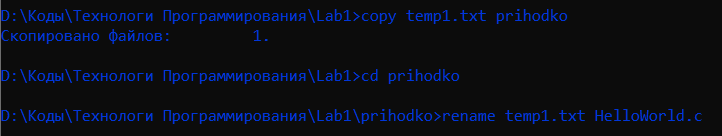 D:\Коды\Технологи Программирования\Lab1>copy temp1.txt prihodko
Скопировано файлов:         1.
D:\Коды\Технологи Программирования\Lab1>cd prihodko
D:\Коды\Технологи Программирования\Lab1\prihodko>rename temp1.txt HelloWorld.c